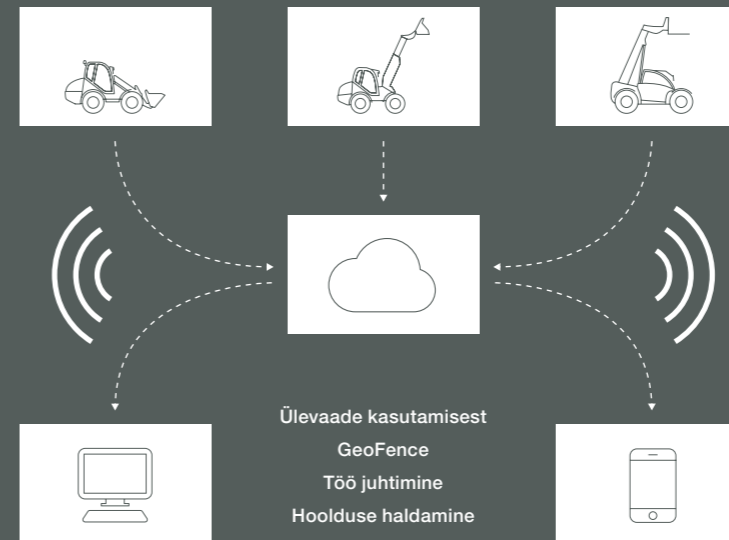 Ülevaade kasutamisest
GeoFence
Töö juhtimine
Hoolduse haldamine